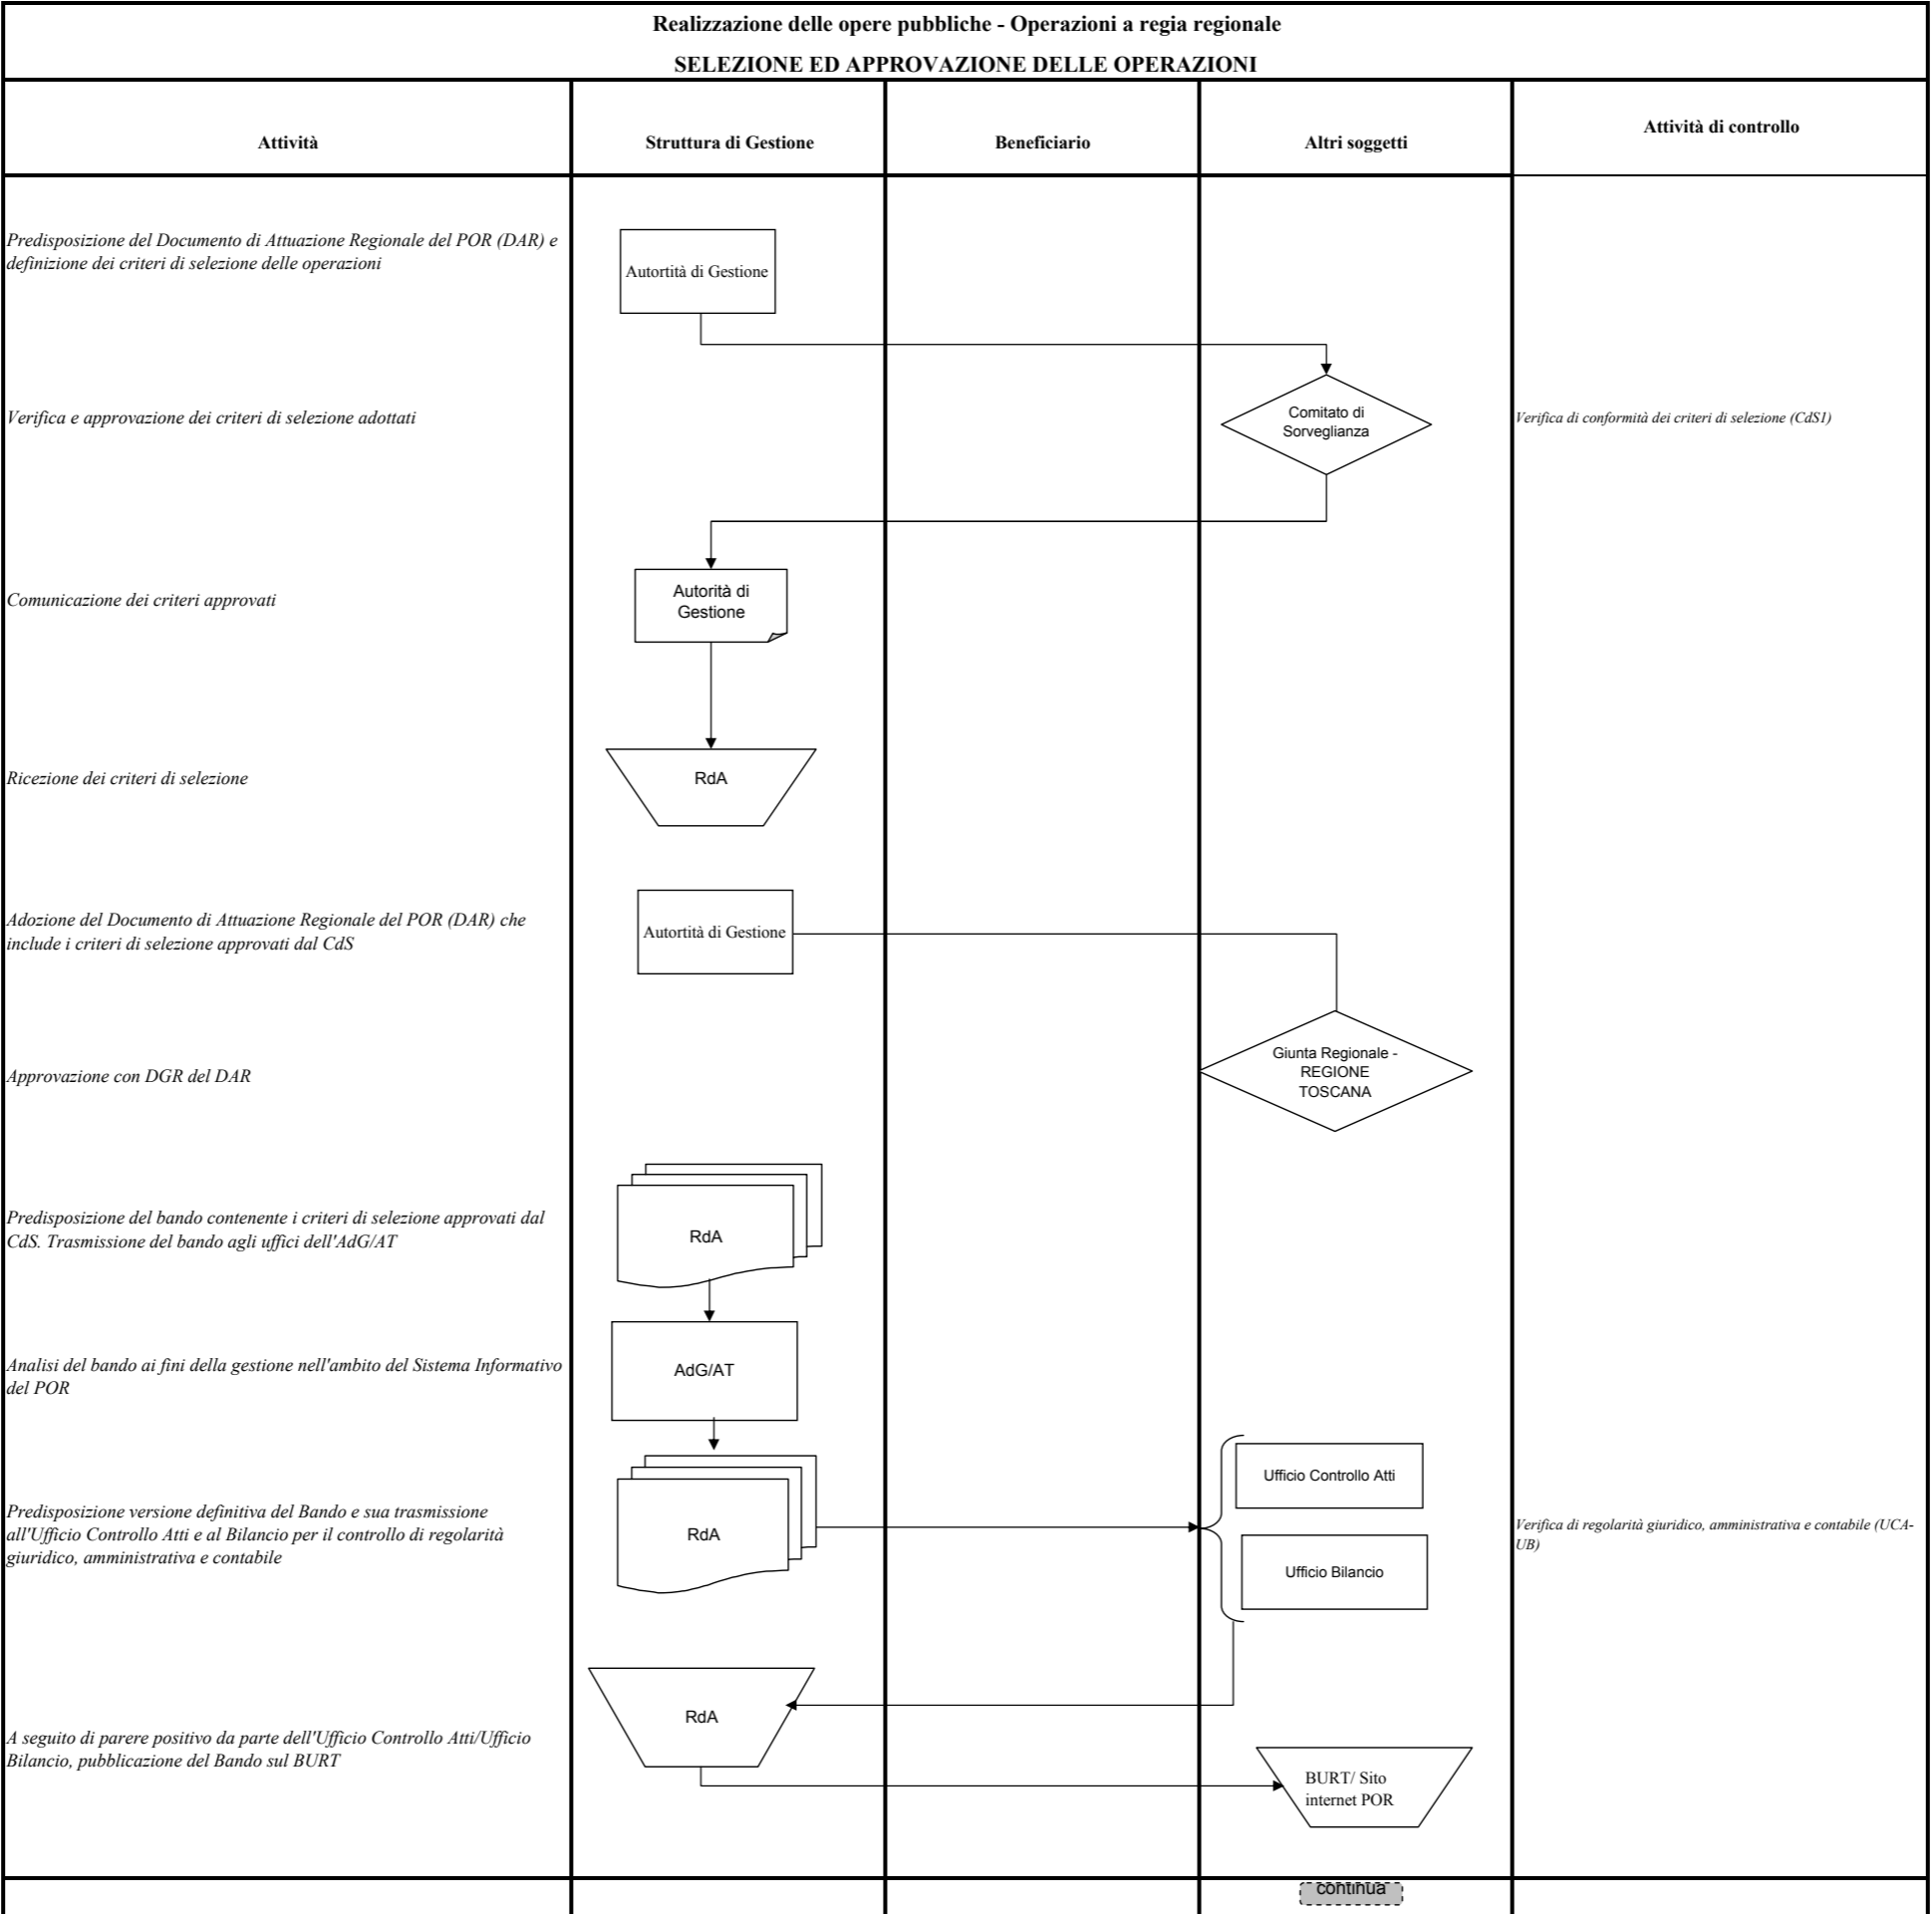 Realizzazione delle opere pubbliche - Operazioni a regia regionale
SELEZIONE ED APPROVAZIONE DELLE OPERAZIONI
Attività
Struttura di Gestione
Beneficiario
Altri soggetti
Attività di controllo
Predisposizione del Documento di Attuazione Regionale del POR (DAR) e
definizione dei criteri di selezione delle operazioni
Autortità di Gestione
Verifica e approvazione dei criteri di selezione adottati
Comitato di
Sorveglianza
Verifica di conformità dei criteri di selezione (CdS1)
Comunicazione dei criteri approvati
Autorità di
Gestione
Ricezione dei criteri di selezione
RdA
Adozione del Documento di Attuazione Regionale del POR (DAR) che
include i criteri di selezione approvati dal CdS
Autortità di Gestione
Approvazione con DGR del DAR
Giunta Regionale -
REGIONE
TOSCANA
Predisposizione del bando contenente i criteri di selezione approvati dal
CdS. Trasmissione del bando agli uffici dell'AdG/AT
RdA
Analisi del bando ai fini della gestione nell'ambito del Sistema Informativo
del POR
AdG/AT
Predisposizione versione definitiva del Bando e sua trasmissione
all'Ufficio Controllo Atti e al Bilancio per il controllo di regolarità
giuridico, amministrativa e contabile
RdA
Ufficio Controllo Atti
Ufficio Bilancio
Verifica di regolarità giuridico, amministrativa e contabile (UCA-
UB)
A seguito di parere positivo da parte dell'Ufficio Controllo Atti/Ufficio
Bilancio, pubblicazione del Bando sul BURT
RdA
BURT/ Sito
internet POR
continua